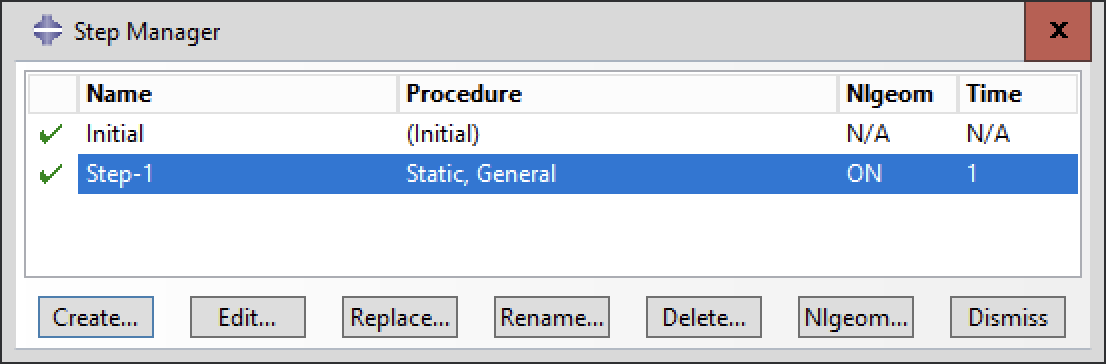 Step Manager
x
Name Procedure Nlgeom Time
Initial (Initial) N/A N/A
Step-1 Static, General ON 1
Create... Edit... Replace... Rename... Delete... Nlgeom... Dismiss